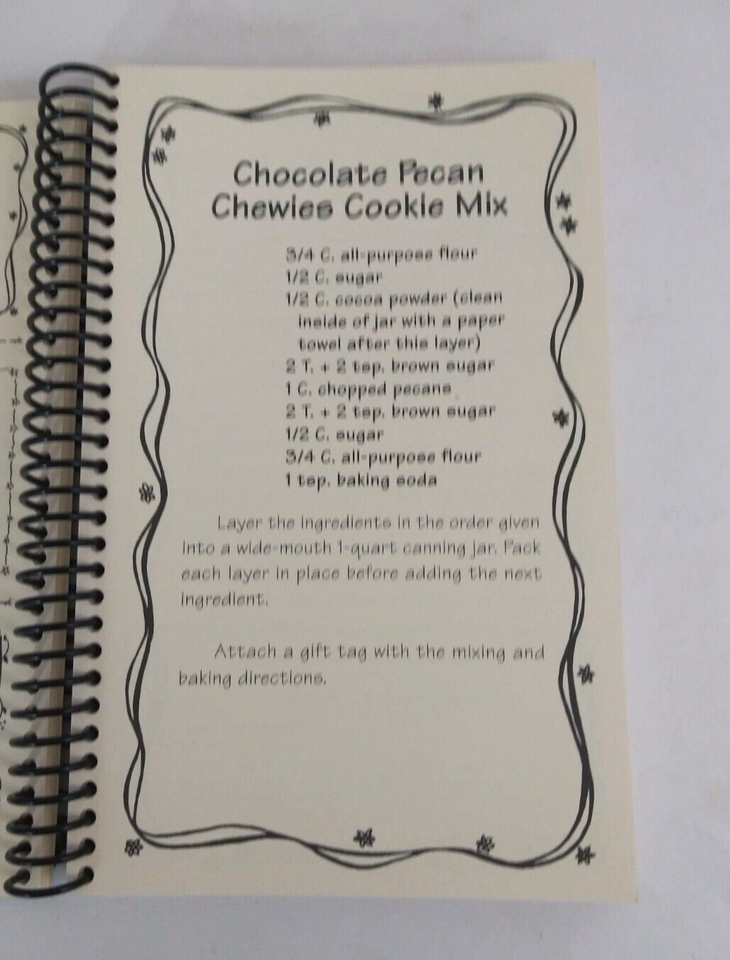 Chocolate Pecan
Chewies Cookie Mix
3/4 C. all-purpose flour
1/2 C. sugar
1/2 C. cocoa powder (clean
inside of jar with a paper
towel after this layer)
2 T. + 2 tsp. brown sugar
1 C. chopped pecans
2 T. + 2 tsp. brown sugar
1/2 C. sugar
3/4 C. all-purpose flour
1 tsp. baking soda
Layer the ingredients in the order given
into a wide-mouth 1-quart canning jar. Pack
each layer in place before adding the next
ingredient.
Attach a gift tag with the mixing and
baking directions.